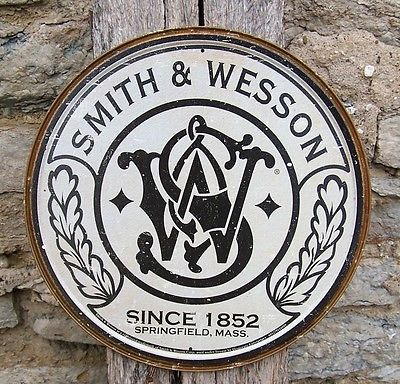 SMITH & WESSON
SW
®
SINCE 1852
SPRINGFIELD, MASS.